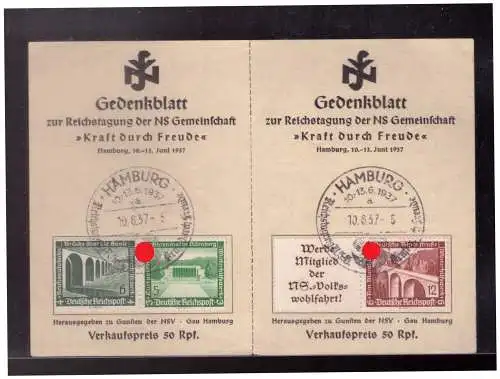 Gedenkblatt
zur Reichstagung der NS Gemeinschaft
»Kraft durch Freude«
Hamburg, 10.-13. Juni 1937
HAMBURG
10-13.6.1937
a
10.6.37-
6
5
Deutsche Reichspost
Deutsche Reichspost
Herausgegeben zu Gunsten der NSV - Gau Hamburg
Verkaufspreis 50 Rpf.
Gedenkblatt
zur Reichstagung der NS Gemeinschaft
»Kraft durch Freude«
Hamburg, 10.-13. Juni 1937
HAMBURG
10-13.6.1937
a
10.6.37-
Werde
Mitglied
der
NS.-Volks-
wohlfahrt!
12
Deutsche Reichspost
Herausgegeben zu Gunsten der NSV - Gau Hamburg
Verkaufspreis 50 Rpf.